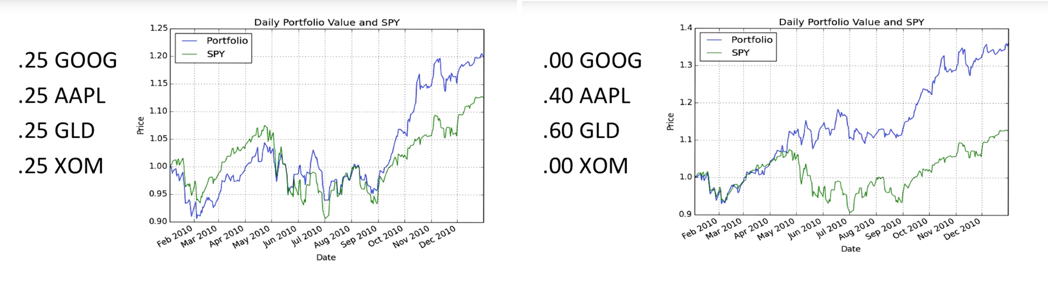 .25 GOOG
.25 AAPL
.25 GLD
.25 XOM
Daily Portfolio Value and SPY
Portfolio
SPY
Price
1.25
1.20
1.15
1.10
1.05
1.00
0.95
0.90
Feb 2010
Mar 2010
Apr 2010
May 2010
Jun 2010
Jul 2010
Aug 2010
Sep 2010
Oct 2010
Nov 2010
Dec 2010
Date
.00 GOOG
.40 AAPL
.60 GLD
.00 XOM
Daily Portfolio Value and SPY
Portfolio
SPY
Price
1.4
1.3
1.2
1.1
1.0
0.9
Feb 2010
Mar 2010
Apr 2010
May 2010
Jun 2010
Jul 2010
Aug 2010
Sep 2010
Oct 2010
Nov 2010
Dec 2010
Date